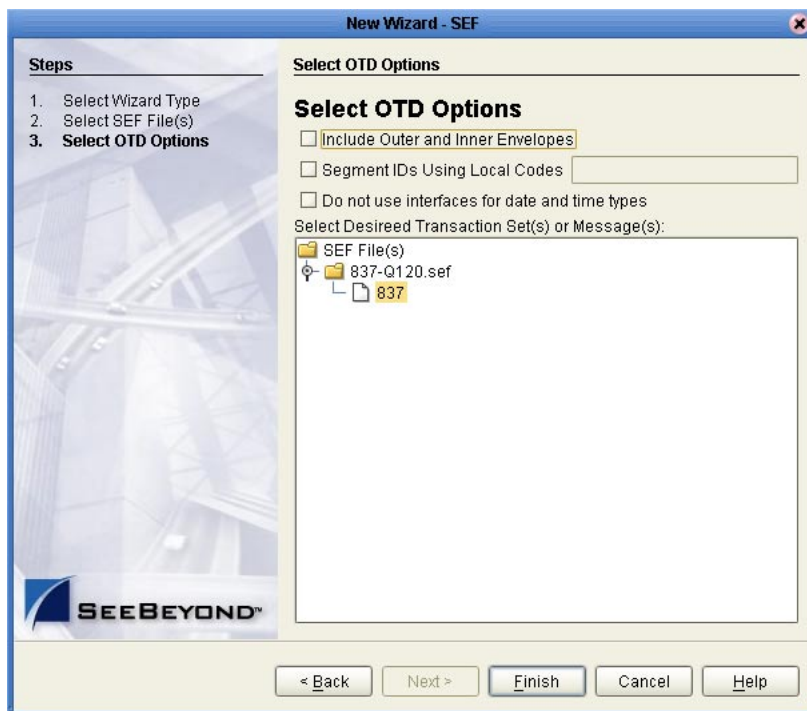 New Wizard - SEF
Steps
1. Select Wizard Type
2. Select SEF File(s)
3. Select OTD Options
SEEBEYOND™
Select OTD Options
Select OTD Options
Include Outer and Inner Envelopes
Segment IDs Using Local Codes
Do not use interfaces for date and time types
Select Desireed Transaction Set(s) or Message(s):
SEF File(s)
837-Q120.sef
837
< Back
Next >
Finish
Cancel
Help